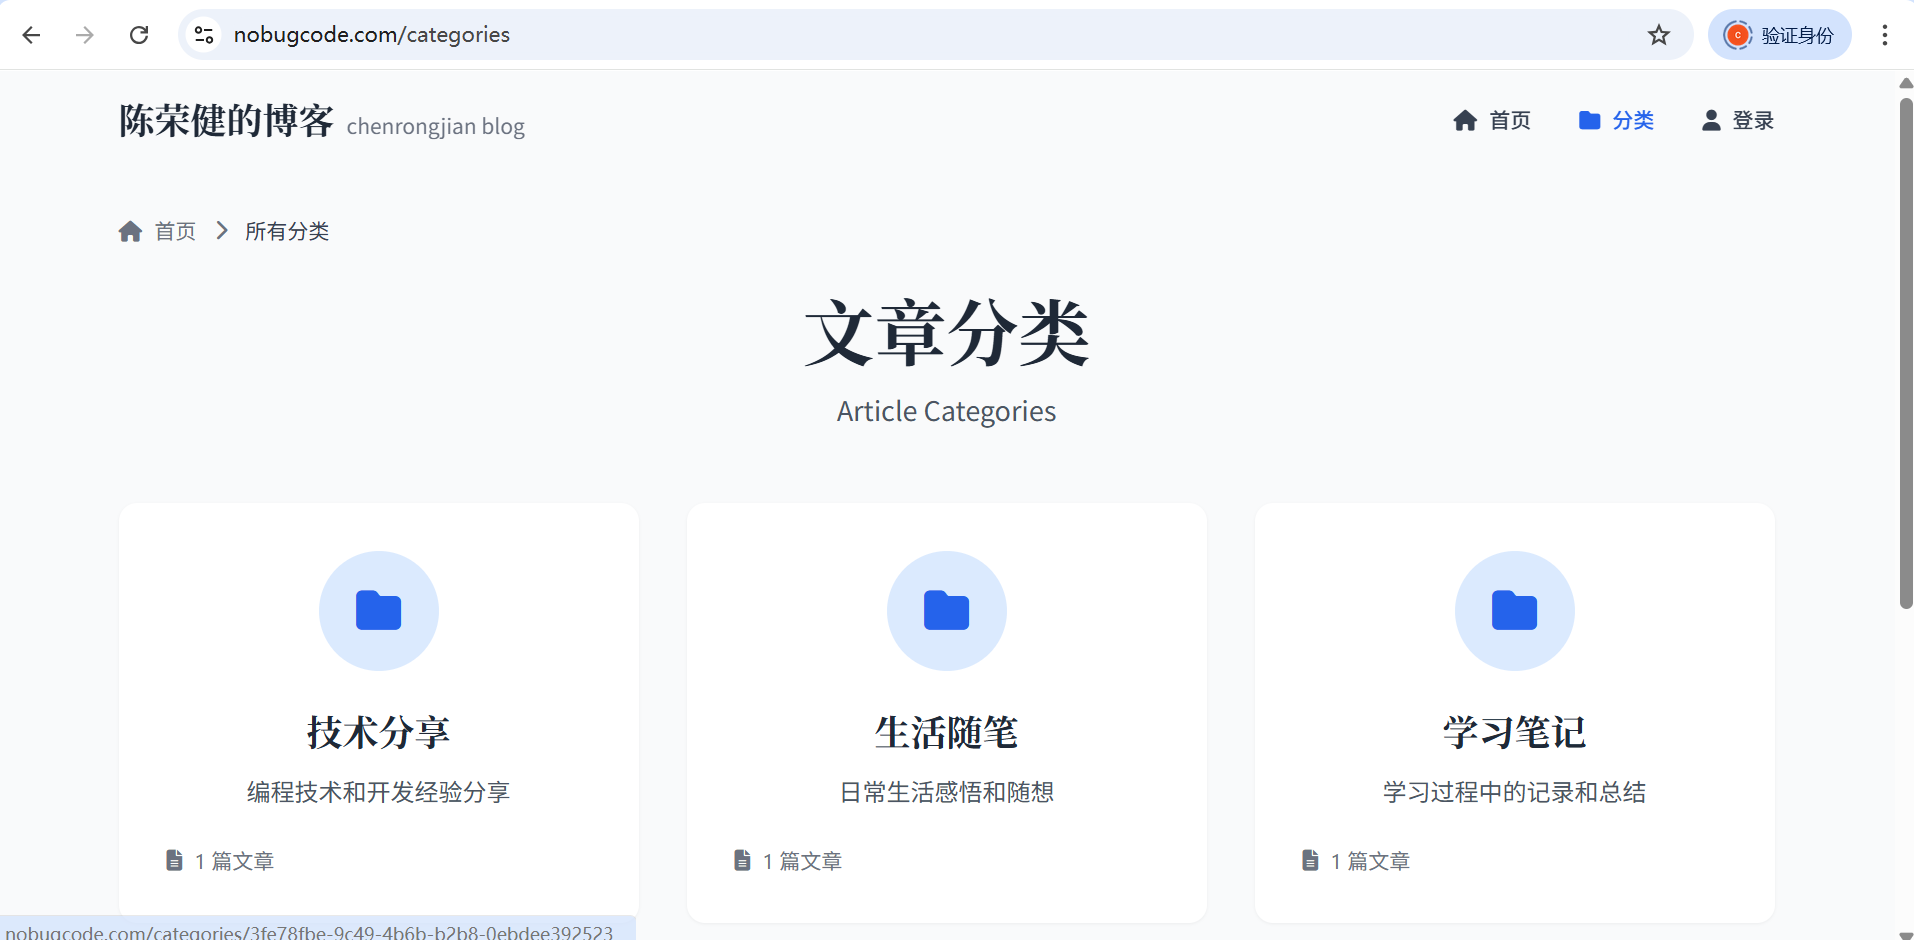 nobugcode.com/categories
验证身份
陈荣健的博客 chenrongjian blog
首页 分类 登录
首页 所有分类
文章分类
Article Categories
技术分享 生活随笔 学习笔记
编程技术和开发经验分享 日常生活感悟和随想 学习过程中的记录和总结
1 篇文章 1 篇文章 1 篇文章
nobugcode.com/categories/3fe78fbe-9c49-4b6b-b2b8-0ebdee392523